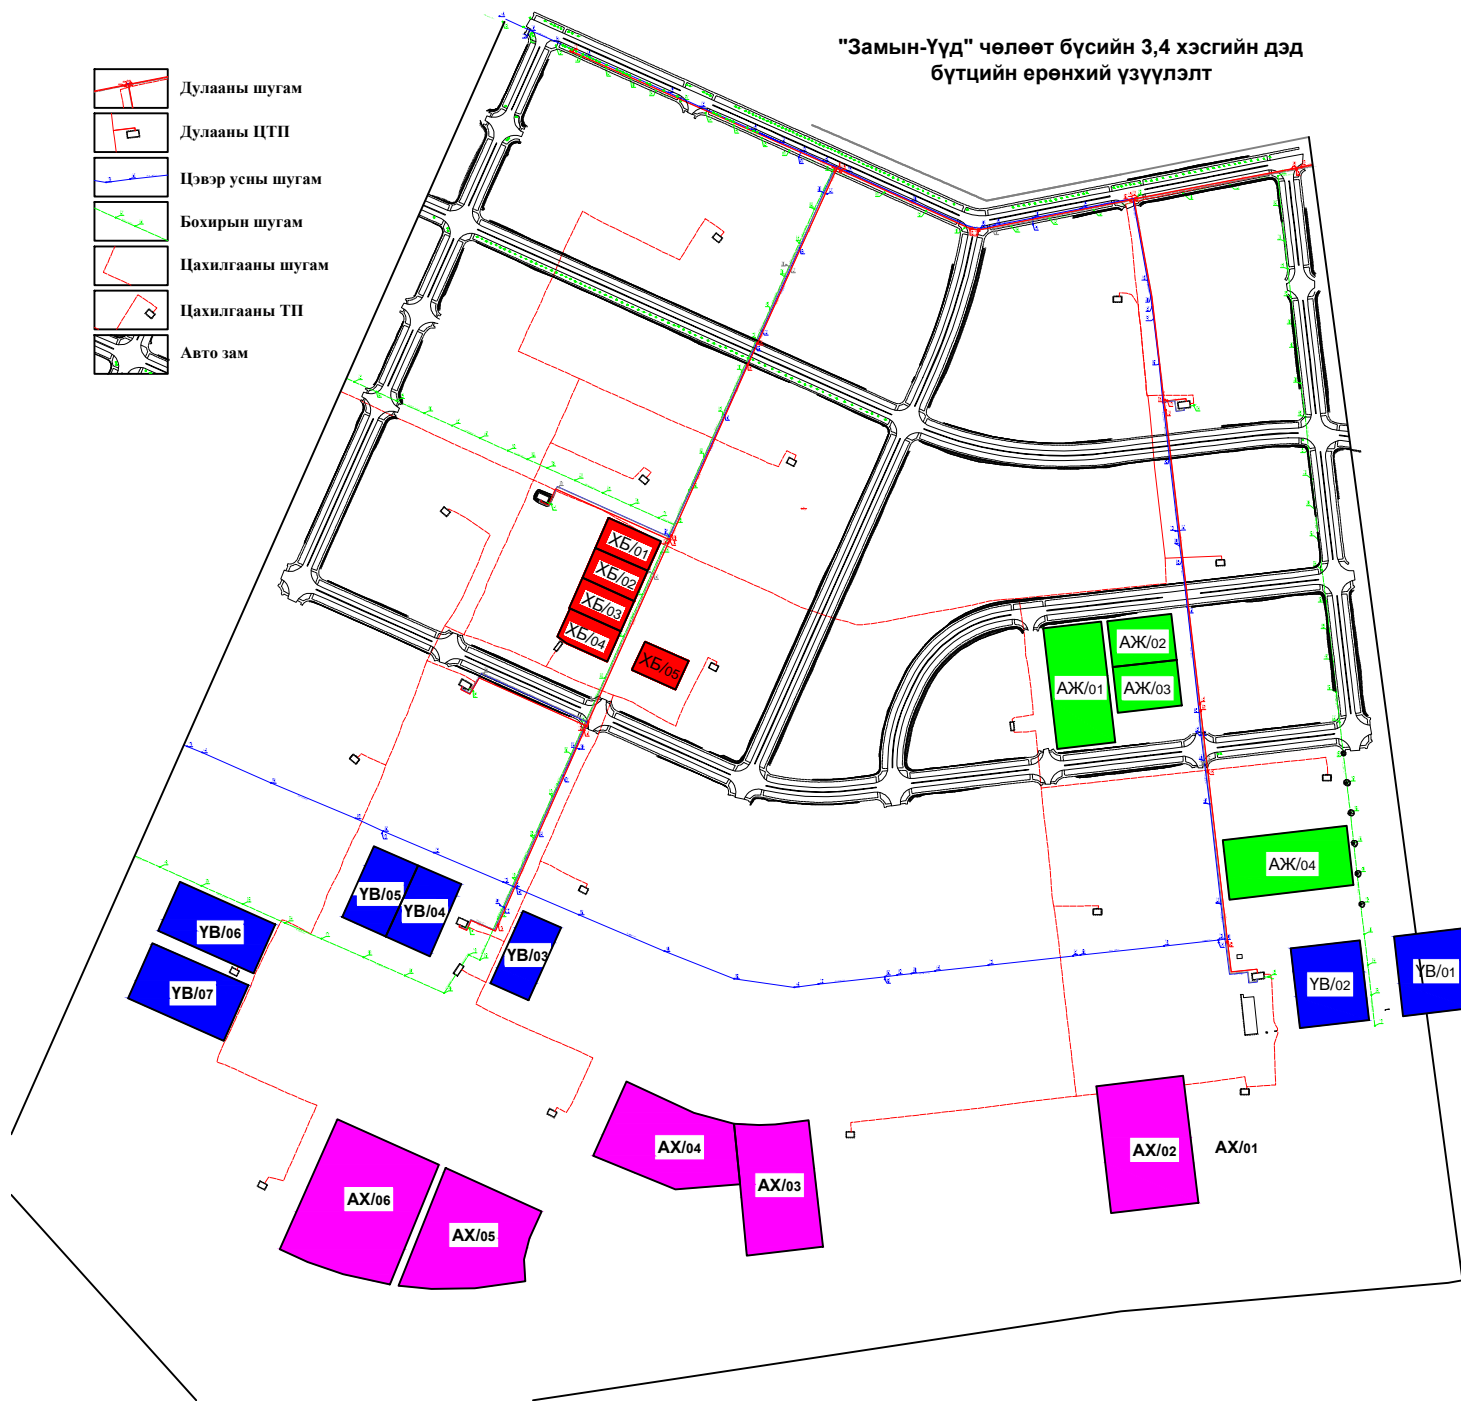 "Замын-Үүд" чөлөөт бүсийн 3,4 хэсгийн дэд
бүтцийн ерөнхий үзүүлэлт
Дулааны шугам
Дулааны ЦТП
Цэвэр усны шугам
Бохирын шугам
Цахилгааны шугам
Цахилгааны ТП
Авто зам
ХБ/01
ХБ/02
ХБ/03
ХБ/04
ХБ/05
АЖ/01
АЖ/02
АЖ/03
АЖ/04
ҮВ/05
ҮВ/04
ҮВ/03
ҮВ/06
ҮВ/07
ҮВ/02
ҮВ/01
АХ/04
АХ/03
АХ/02
АХ/01
АХ/06
АХ/05